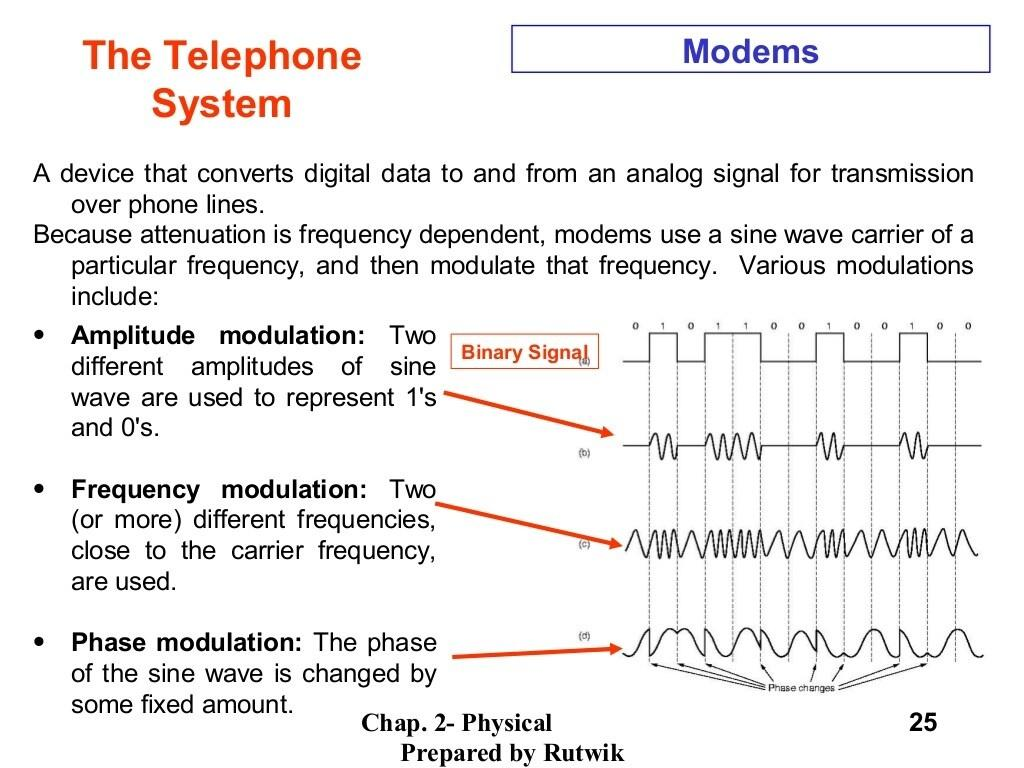 The Telephone
System
Modems
A device that converts digital data to and from an analog signal for transmission
over phone lines.
Because attenuation is frequency dependent, modems use a sine wave carrier of a
particular frequency, and then modulate that frequency. Various modulations
include:
• Amplitude modulation: Two
different amplitudes of sine
wave are used to represent 1's
and 0's.
• Frequency modulation: Two
(or more) different frequencies,
close to the carrier frequency,
are used.
• Phase modulation: The phase
of the sine wave is changed by
some fixed amount.
0 1 0 1 1 0 0 1 0 0 1 0 0
Binary Signal
(a)
(b)
(c)
(d)
Phase changes
Chap. 2- Physical
Prepared by Rutwik
25